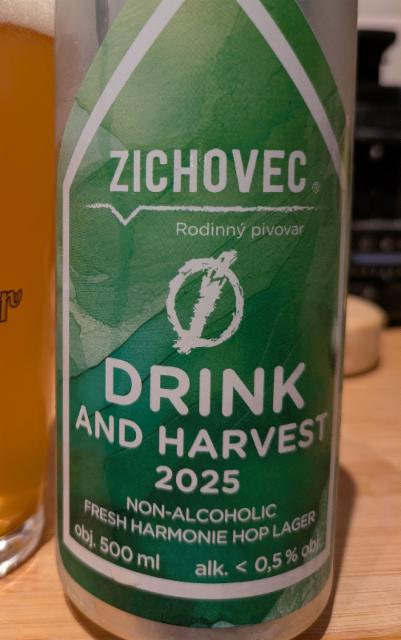 ZICHOVEC®
Rodinný pivovar
DRINK
AND HARVEST
2025
NON-ALCOHOLIC
FRESH HARMONIE HOP LAGER
obj. 500 ml alk. < 0,5 % obj.